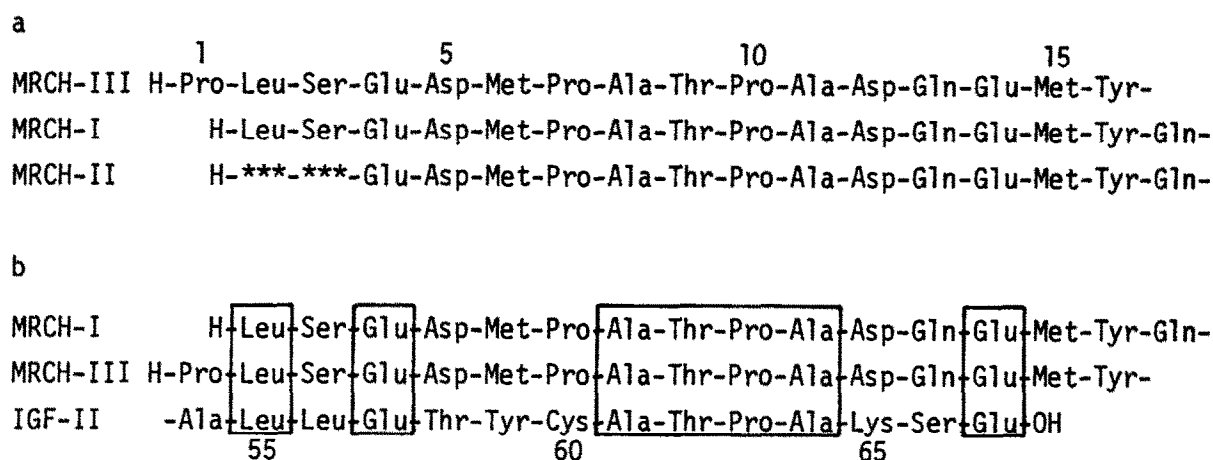 a
1 5 10 15
MRCH-III H-Pro-Leu-Ser-Glu-Asp-Met-Pro-Ala-Thr-Pro-Ala-Asp-Gln-Glu-Met-Tyr-
MRCH-I H-Leu-Ser-Glu-Asp-Met-Pro-Ala-Thr-Pro-Ala-Asp-Gln-Glu-Met-Tyr-Gln-
MRCH-II H-***-***-Glu-Asp-Met-Pro-Ala-Thr-Pro-Ala-Asp-Gln-Glu-Met-Tyr-Gln-
b
MRCH-I H-Leu-Ser-Glu-Asp-Met-Pro-Ala-Thr-Pro-Ala-Asp-Gln-Glu-Met-Tyr-Gln-
MRCH-III H-Pro-Leu-Ser-Glu-Asp-Met-Pro-Ala-Thr-Pro-Ala-Asp-Gln-Glu-Met-Tyr-
IGF-II -Ala-Leu-Leu-Glu-Thr-Tyr-Cys-Ala-Thr-Pro-Ala-Lys-Ser-Glu-OH
55 60 65